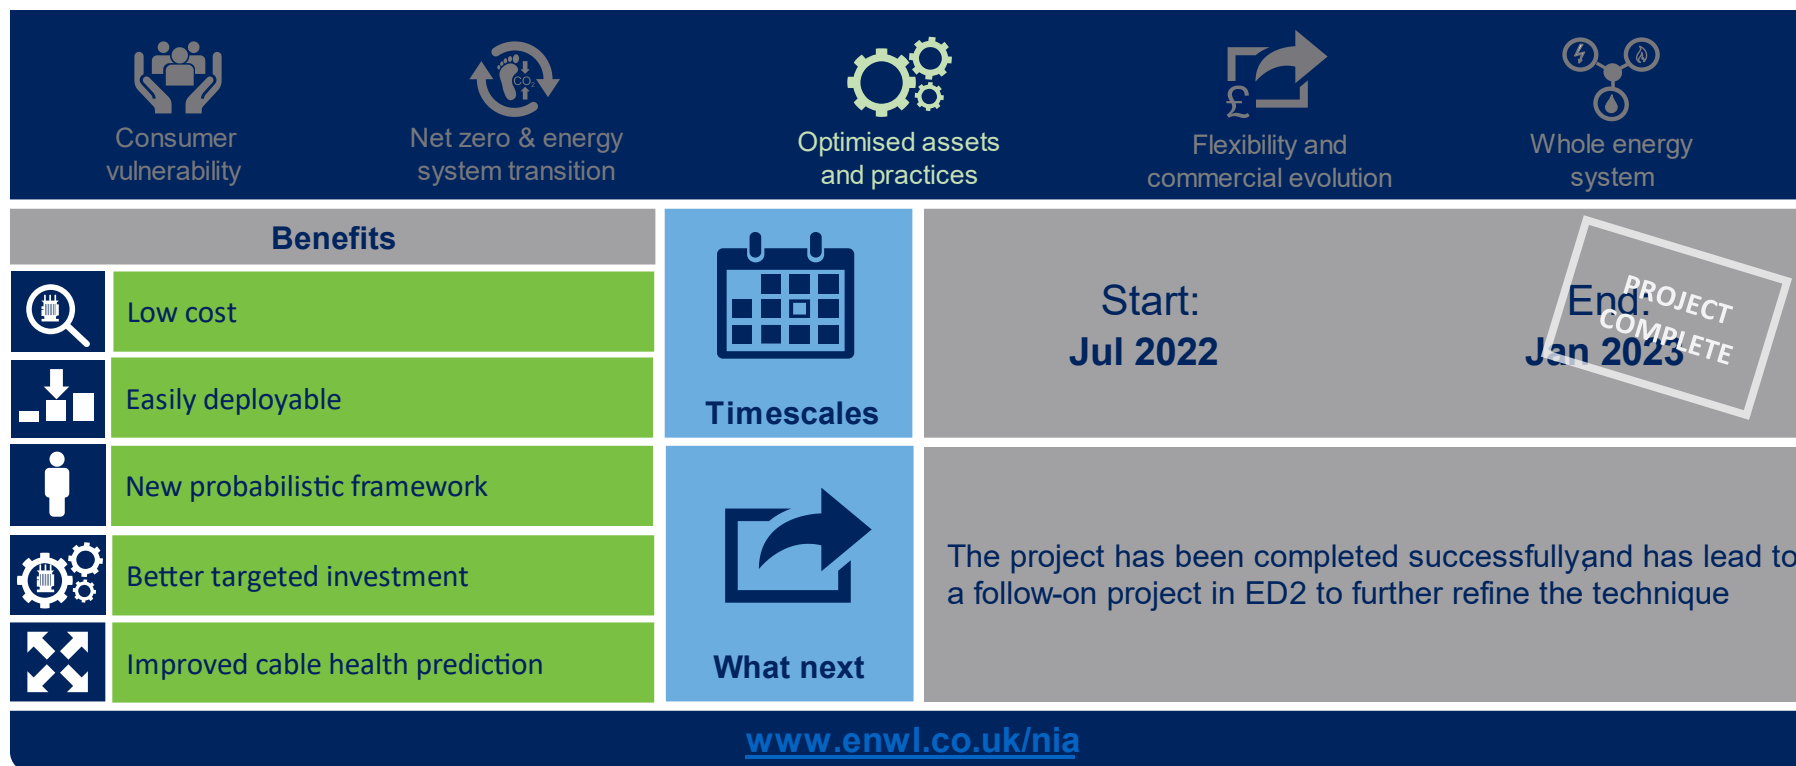 Consumer
vulnerability
CO2
Net zero & energy
system transition
Optimised assets
and practices
£
Flexibility and
commercial evolution
Whole energy
system
Benefits
Low cost
Easily deployable
New probabilistic framework
Better targeted investment
Improved cable health prediction
Timescales
Start:
Jul 2022
End:
Jan 2023
PROJECT
COMPLETE
What next
The project has been completed successfully,and has lead to
a follow-on project in ED2 to further refine the technique
www.enwl.co.uk/nia